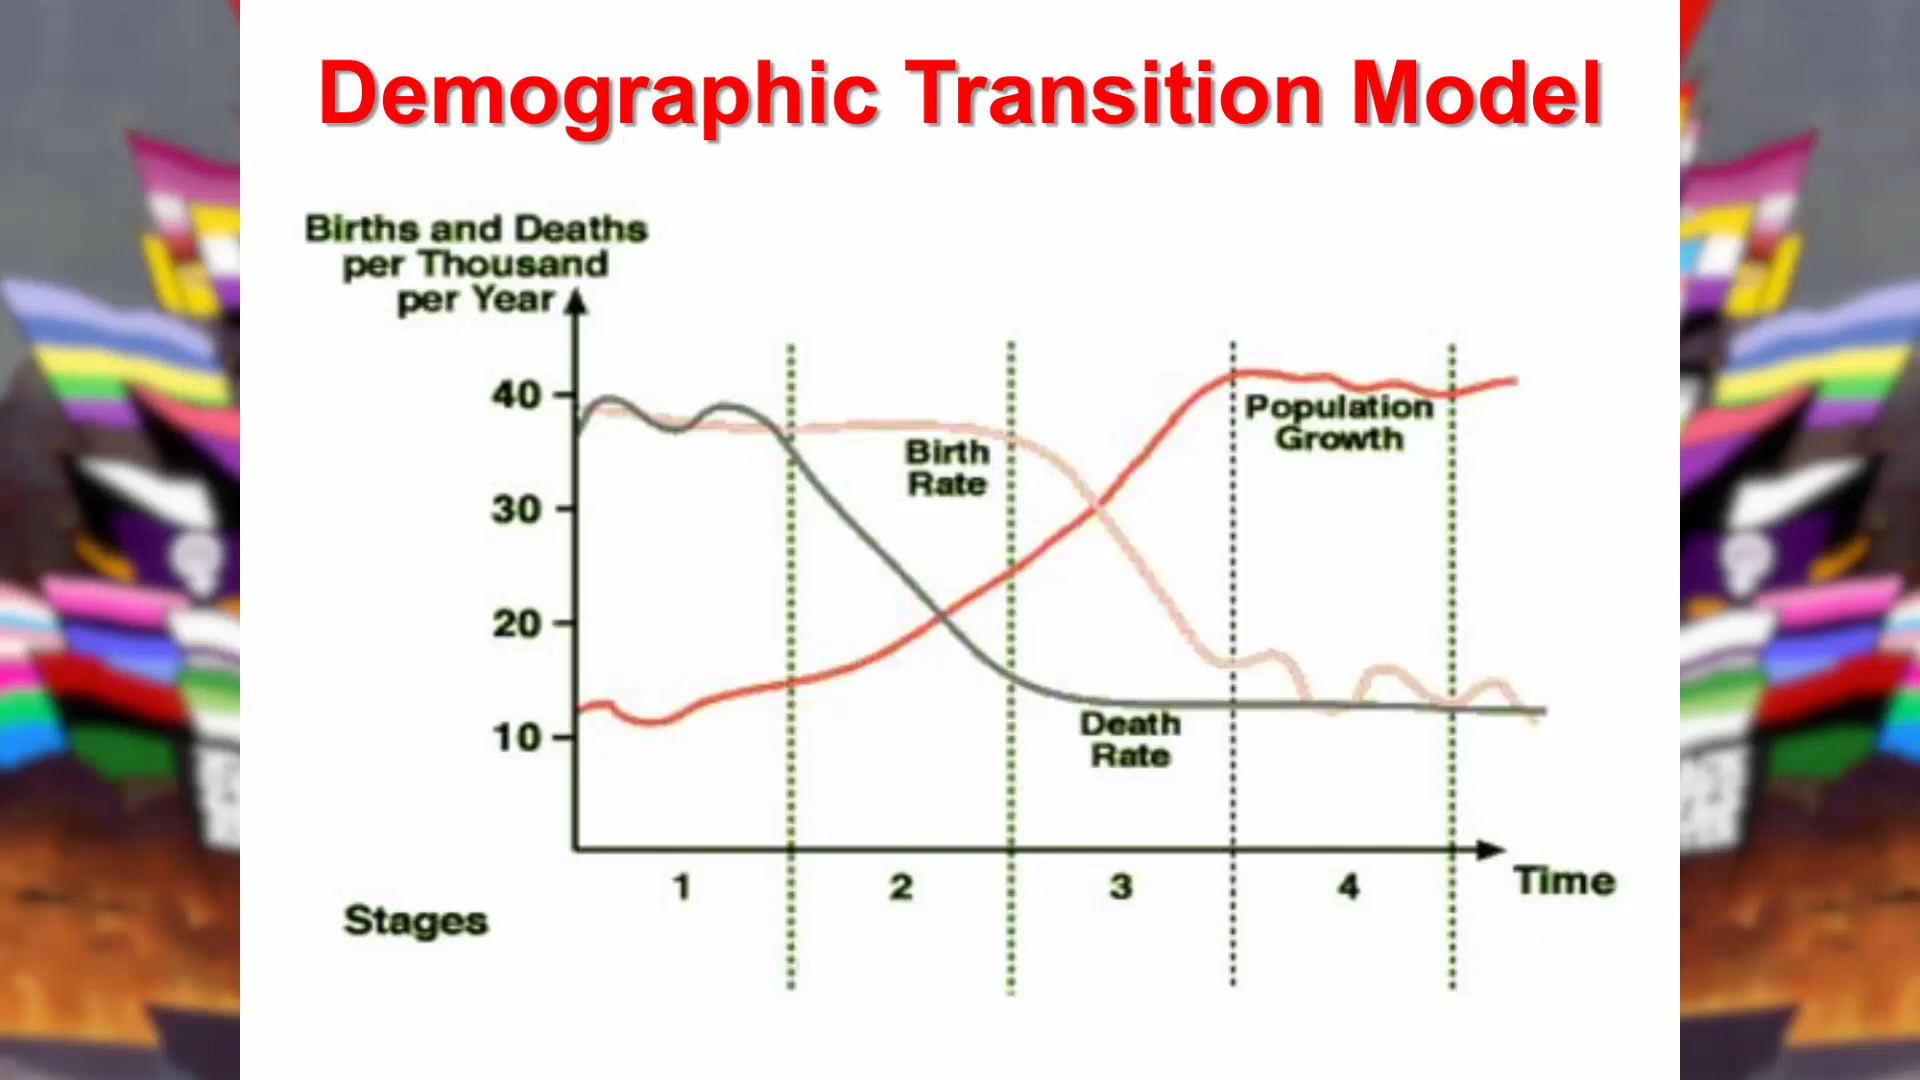 Demographic Transition Model
Births and Deaths
per Thousand
per Year
40
30
20
10
Birth
Rate
Population
Growth
Death
Rate
1
2
3
4
Time
Stages